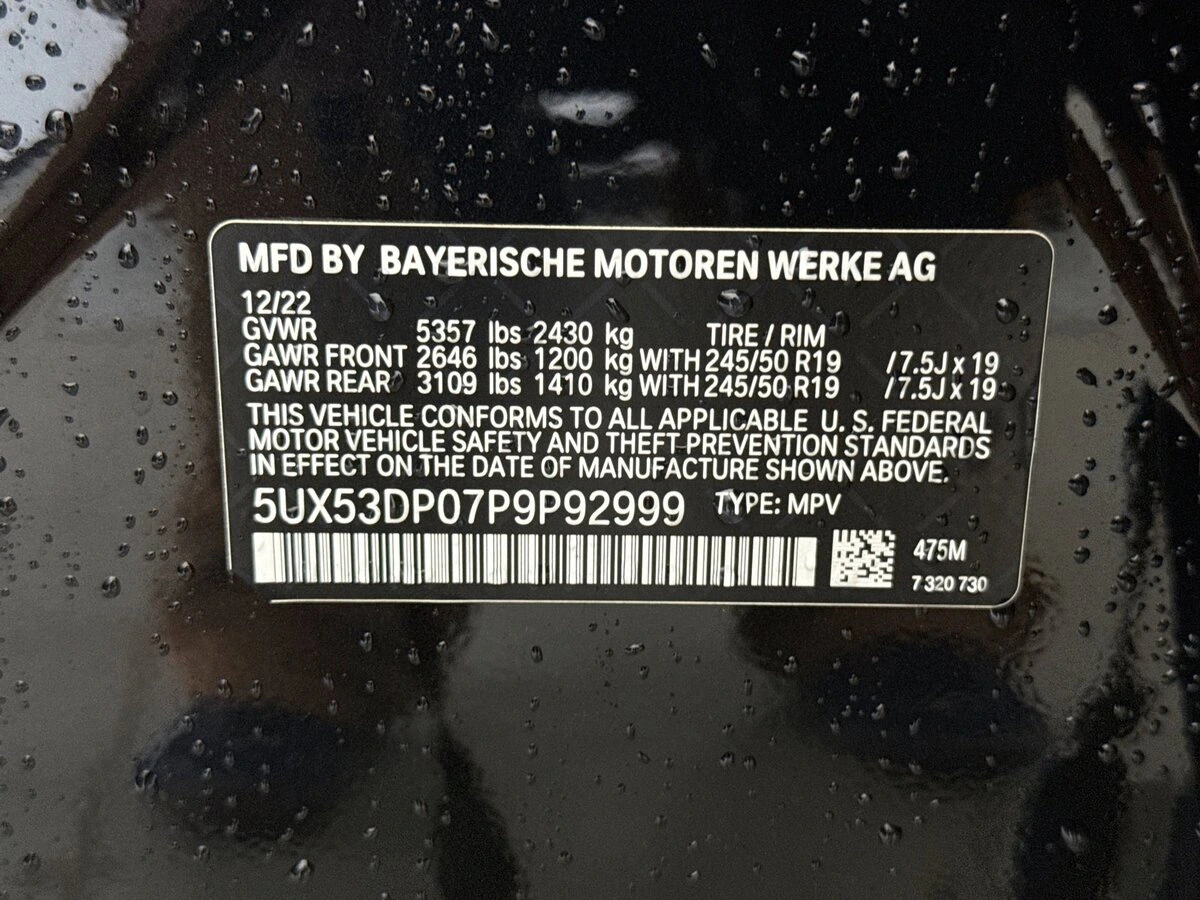 MFD BY BAYERISCHE MOTOREN WERKE AG
12/22
GVWR 5357 lbs 2430 kg TIRE / RIM
GAWR FRONT 2646 lbs 1200 kg WITH 245/50 R19 /7.5J x 19
GAWR REAR 3109 lbs 1410 kg WITH 245/50 R19 /7.5J x 19
THIS VEHICLE CONFORMS TO ALL APPLICABLE U. S. FEDERAL
MOTOR VEHICLE SAFETY AND THEFT PREVENTION STANDARDS
IN EFFECT ON THE DATE OF MANUFACTURE SHOWN ABOVE.
5UX53DP07P9P92999 TYPE: MPV
475M
7 320 730